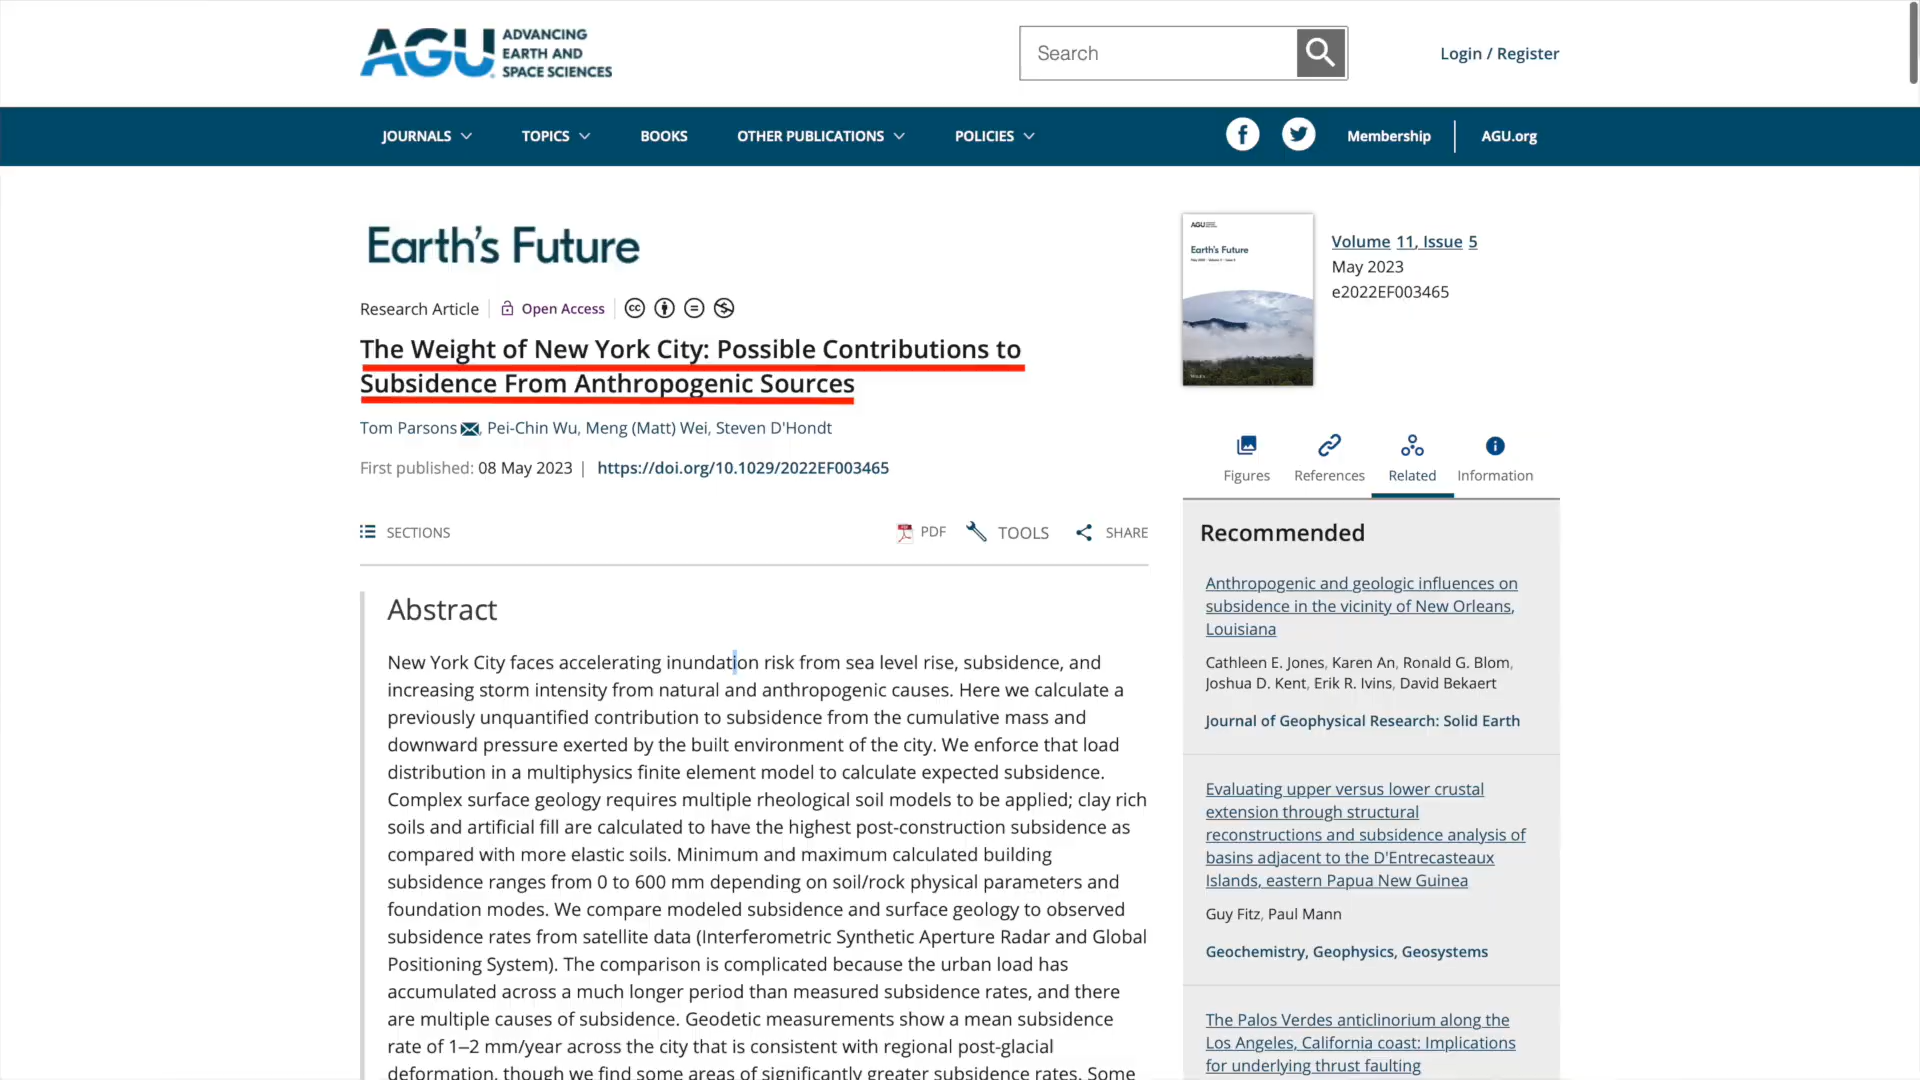 AGU ADVANCING
EARTH AND
SPACE SCIENCES
Search
Login / Register
JOURNALS
TOPICS
BOOKS
OTHER PUBLICATIONS
POLICIES
Membership
AGU.org
Earth's Future
Research Article
Open Access
The Weight of New York City: Possible Contributions to
Subsidence From Anthropogenic Sources
Tom Parsons, Pei-Chin Wu, Meng (Matt) Wei, Steven D'Hondt
First published: 08 May 2023 | https://doi.org/10.1029/2022EF003465
SECTIONS
PDF
TOOLS
SHARE
Abstract
New York City faces accelerating inundation risk from sea level rise, subsidence, and
increasing storm intensity from natural and anthropogenic causes. Here we calculate a
previously unquantified contribution to subsidence from the cumulative mass and
downward pressure exerted by the built environment of the city. We enforce that load
distribution in a multiphysics finite element model to calculate expected subsidence.
Complex surface geology requires multiple rheological soil models to be applied; clay rich
soils and artificial fill are calculated to have the highest post-construction subsidence as
compared with more elastic soils. Minimum and maximum calculated building
subsidence ranges from 0 to 600 mm depending on soil/rock physical parameters and
foundation modes. We compare modeled subsidence and surface geology to observed
subsidence rates from satellite data (Interferometric Synthetic Aperture Radar and Global
Positioning System). The comparison is complicated because the urban load has
accumulated across a much longer period than measured subsidence rates, and there
are multiple causes of subsidence. Geodetic measurements show a mean subsidence
rate of 1–2 mm/year across the city that is consistent with regional post-glacial
deformation, though we find some areas of significantly greater subsidence rates. Some
AGU
Earth's Future
Volume 11, Issue 5
May 2023
e2022EF003465
Figures
References
Related
Information
Recommended
Anthropogenic and geologic influences on
subsidence in the vicinity of New Orleans,
Louisiana
Cathleen E. Jones, Karen An, Ronald G. Blom,
Joshua D. Kent, Erik R. Ivins, David Bekaert
Journal of Geophysical Research: Solid Earth
Evaluating upper versus lower crustal
extension through structural
reconstructions and subsidence analysis of
basins adjacent to the D'Entrecasteaux
Islands, eastern Papua New Guinea
Guy Fitz, Paul Mann
Geochemistry, Geophysics, Geosystems
The Palos Verdes anticlinorium along the
Los Angeles, California coast: Implications
for underlying thrust faulting